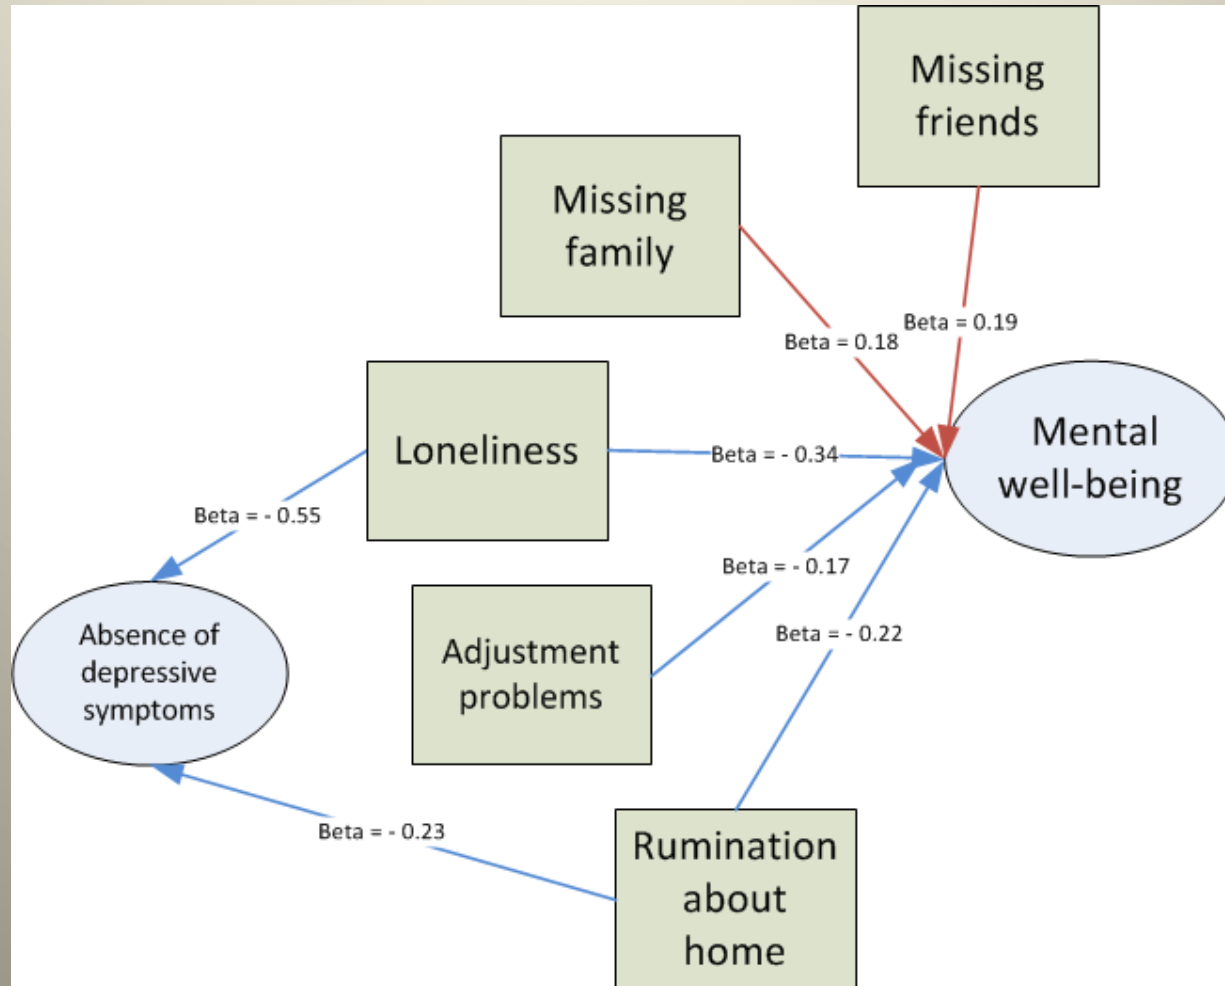 Missing
friends
Missing
family
Beta = 0.19
Beta = 0.18
Loneliness
Beta = - 0.34
Mental
well-being
Beta = - 0.55
Beta = - 0.17
Absence of
depressive
symptoms
Adjustment
problems
Beta = - 0.22
Beta = - 0.23
Rumination
about
home